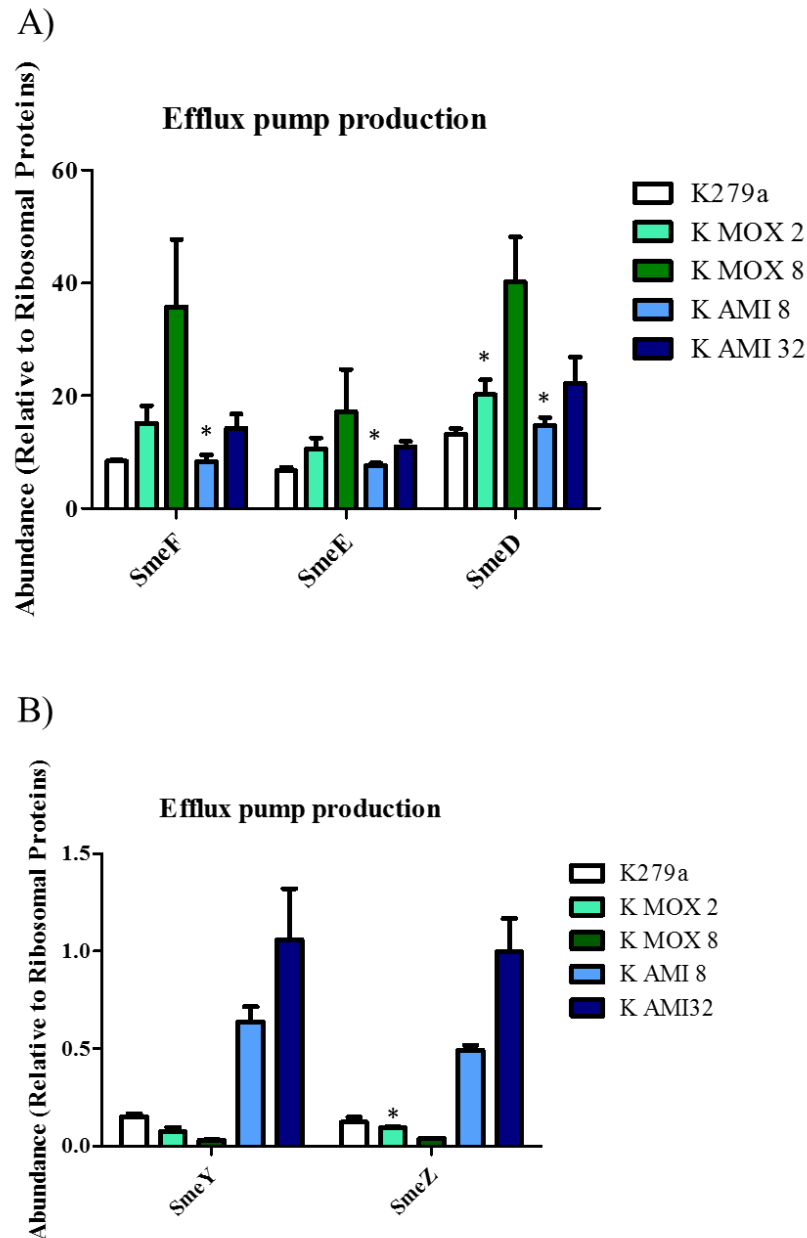 A)
Efflux pump production
Abundance (Relative to Ribosomal Proteins)
60
40
20
0
*
*
*
*
SmeF
SmeE
SmeD
K279a
K MOX 2
K MOX 8
K AMI 8
K AMI 32
B)
Efflux pump production
Abundance (Relative to Ribosomal Proteins)
1.5
1.0
0.5
0.0
*
SmeY
SmeZ
K279a
K MOX 2
K MOX 8
K AMI 8
K AMI32